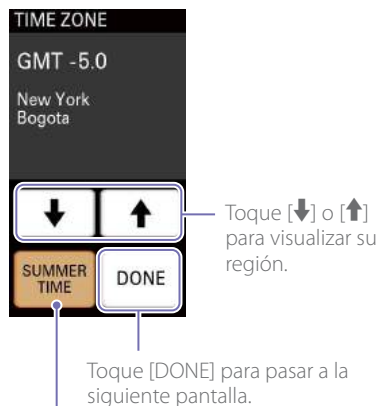 TIME ZONE
GMT -5.0
New York
Bogota
Toque [⬇] o [⬆]
para visualizar su
región.
SUMMER
TIME
DONE
Toque [DONE] para pasar a la
siguiente pantalla.